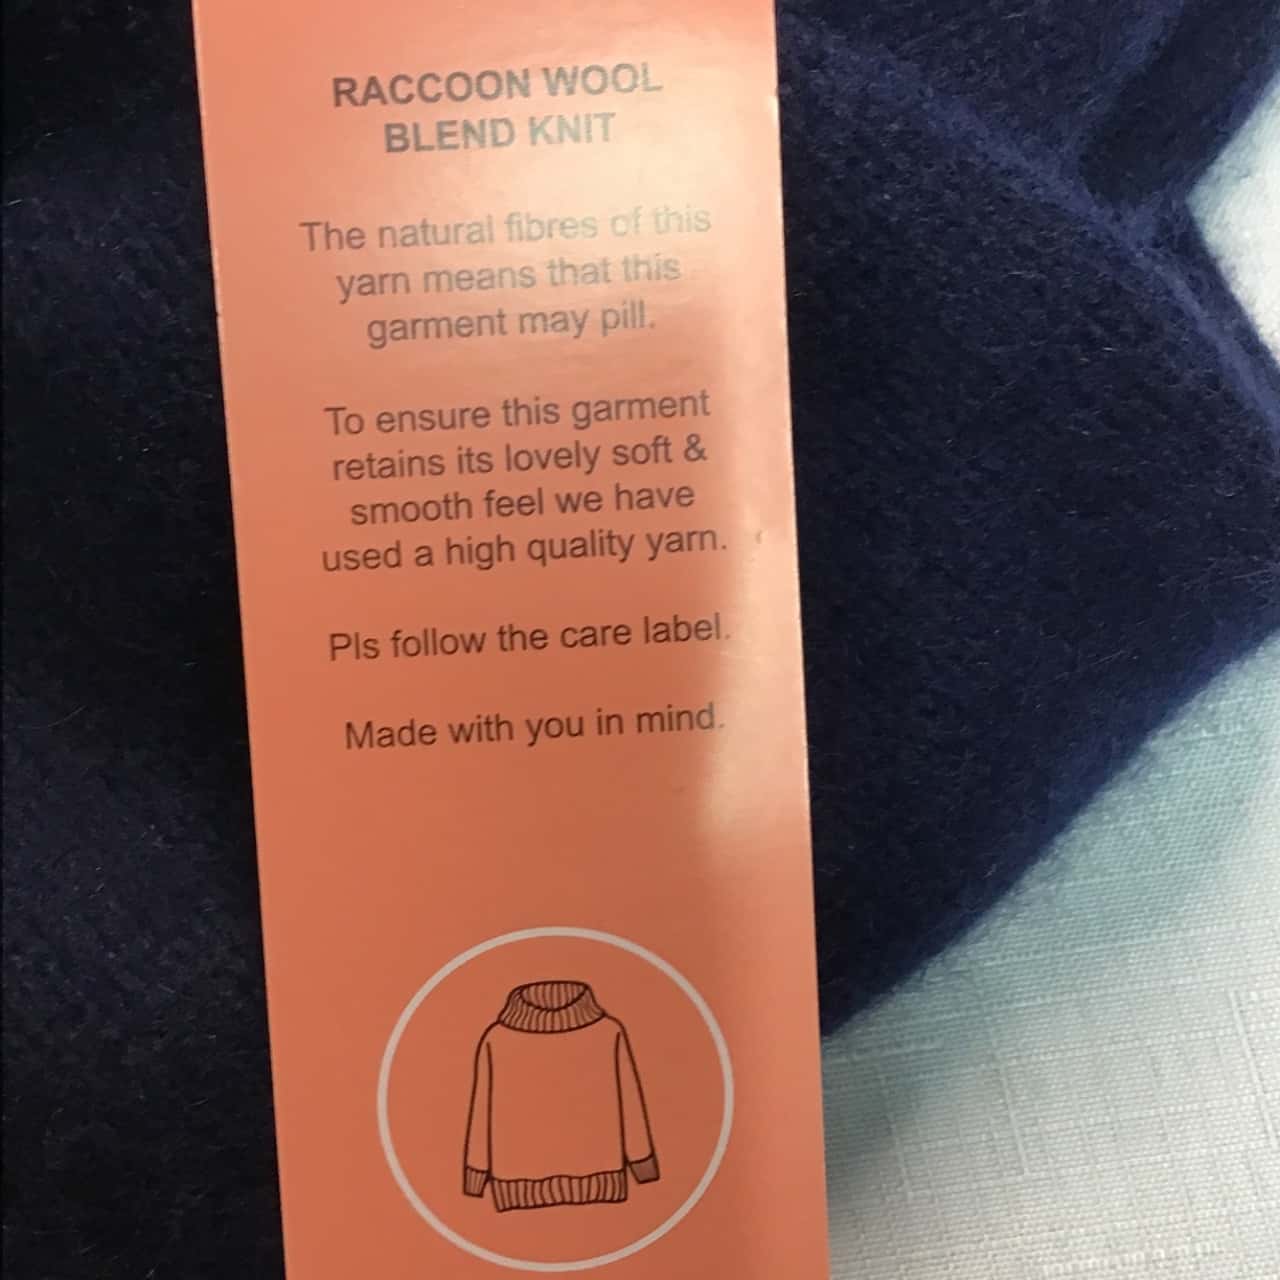 RACCOON WOOL
BLEND KNIT
The natural fibres of this
yarn means that this
garment may pill.
To ensure this garment
retains its lovely soft &
smooth feel we have
used a high quality yarn.
Pls follow the care label.
Made with you in mind.